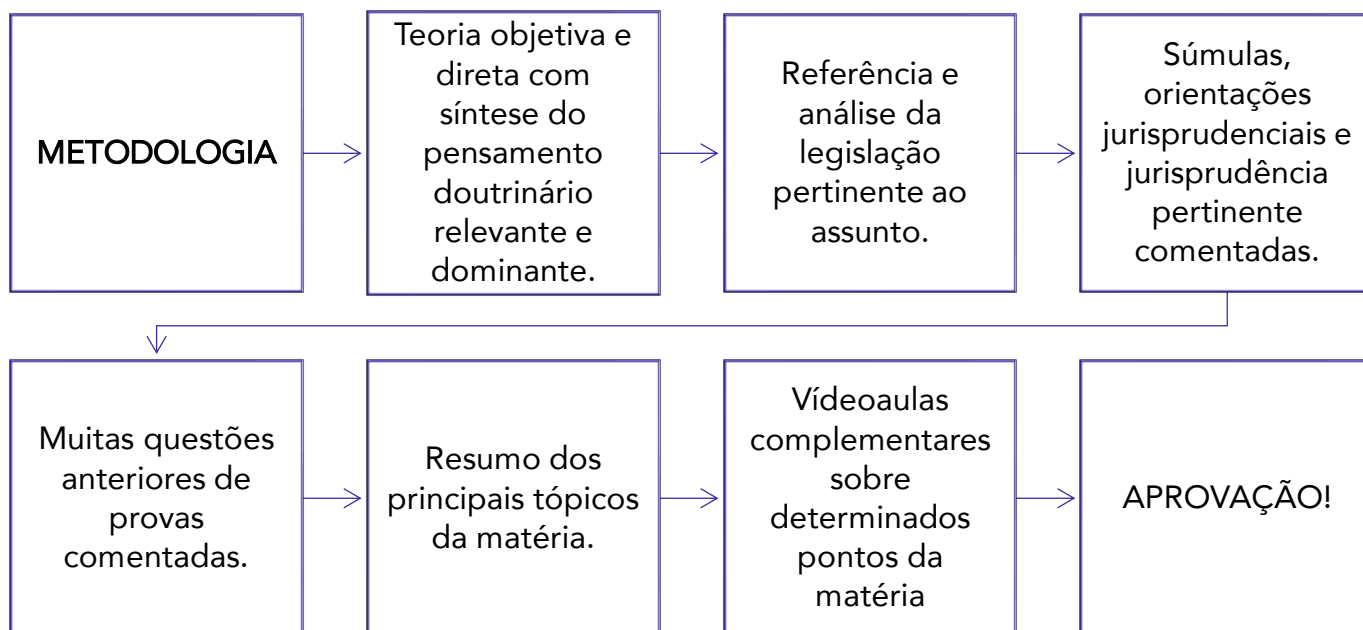 METODOLOGIA
Teoria objetiva e
direta com
síntese do
pensamento
doutrinário
relevante e
dominante.
Referência e
análise da
legislação
pertinente ao
assunto.
Súmulas,
orientações
jurisprudenciais e
jurisprudência
pertinente
comentadas.
Muitas questões
anteriores de
provas
comentadas.
Resumo dos
principais tópicos
da matéria.
Vídeoaulas
complementares
sobre
determinados
pontos da
matéria
APROVAÇÃO!